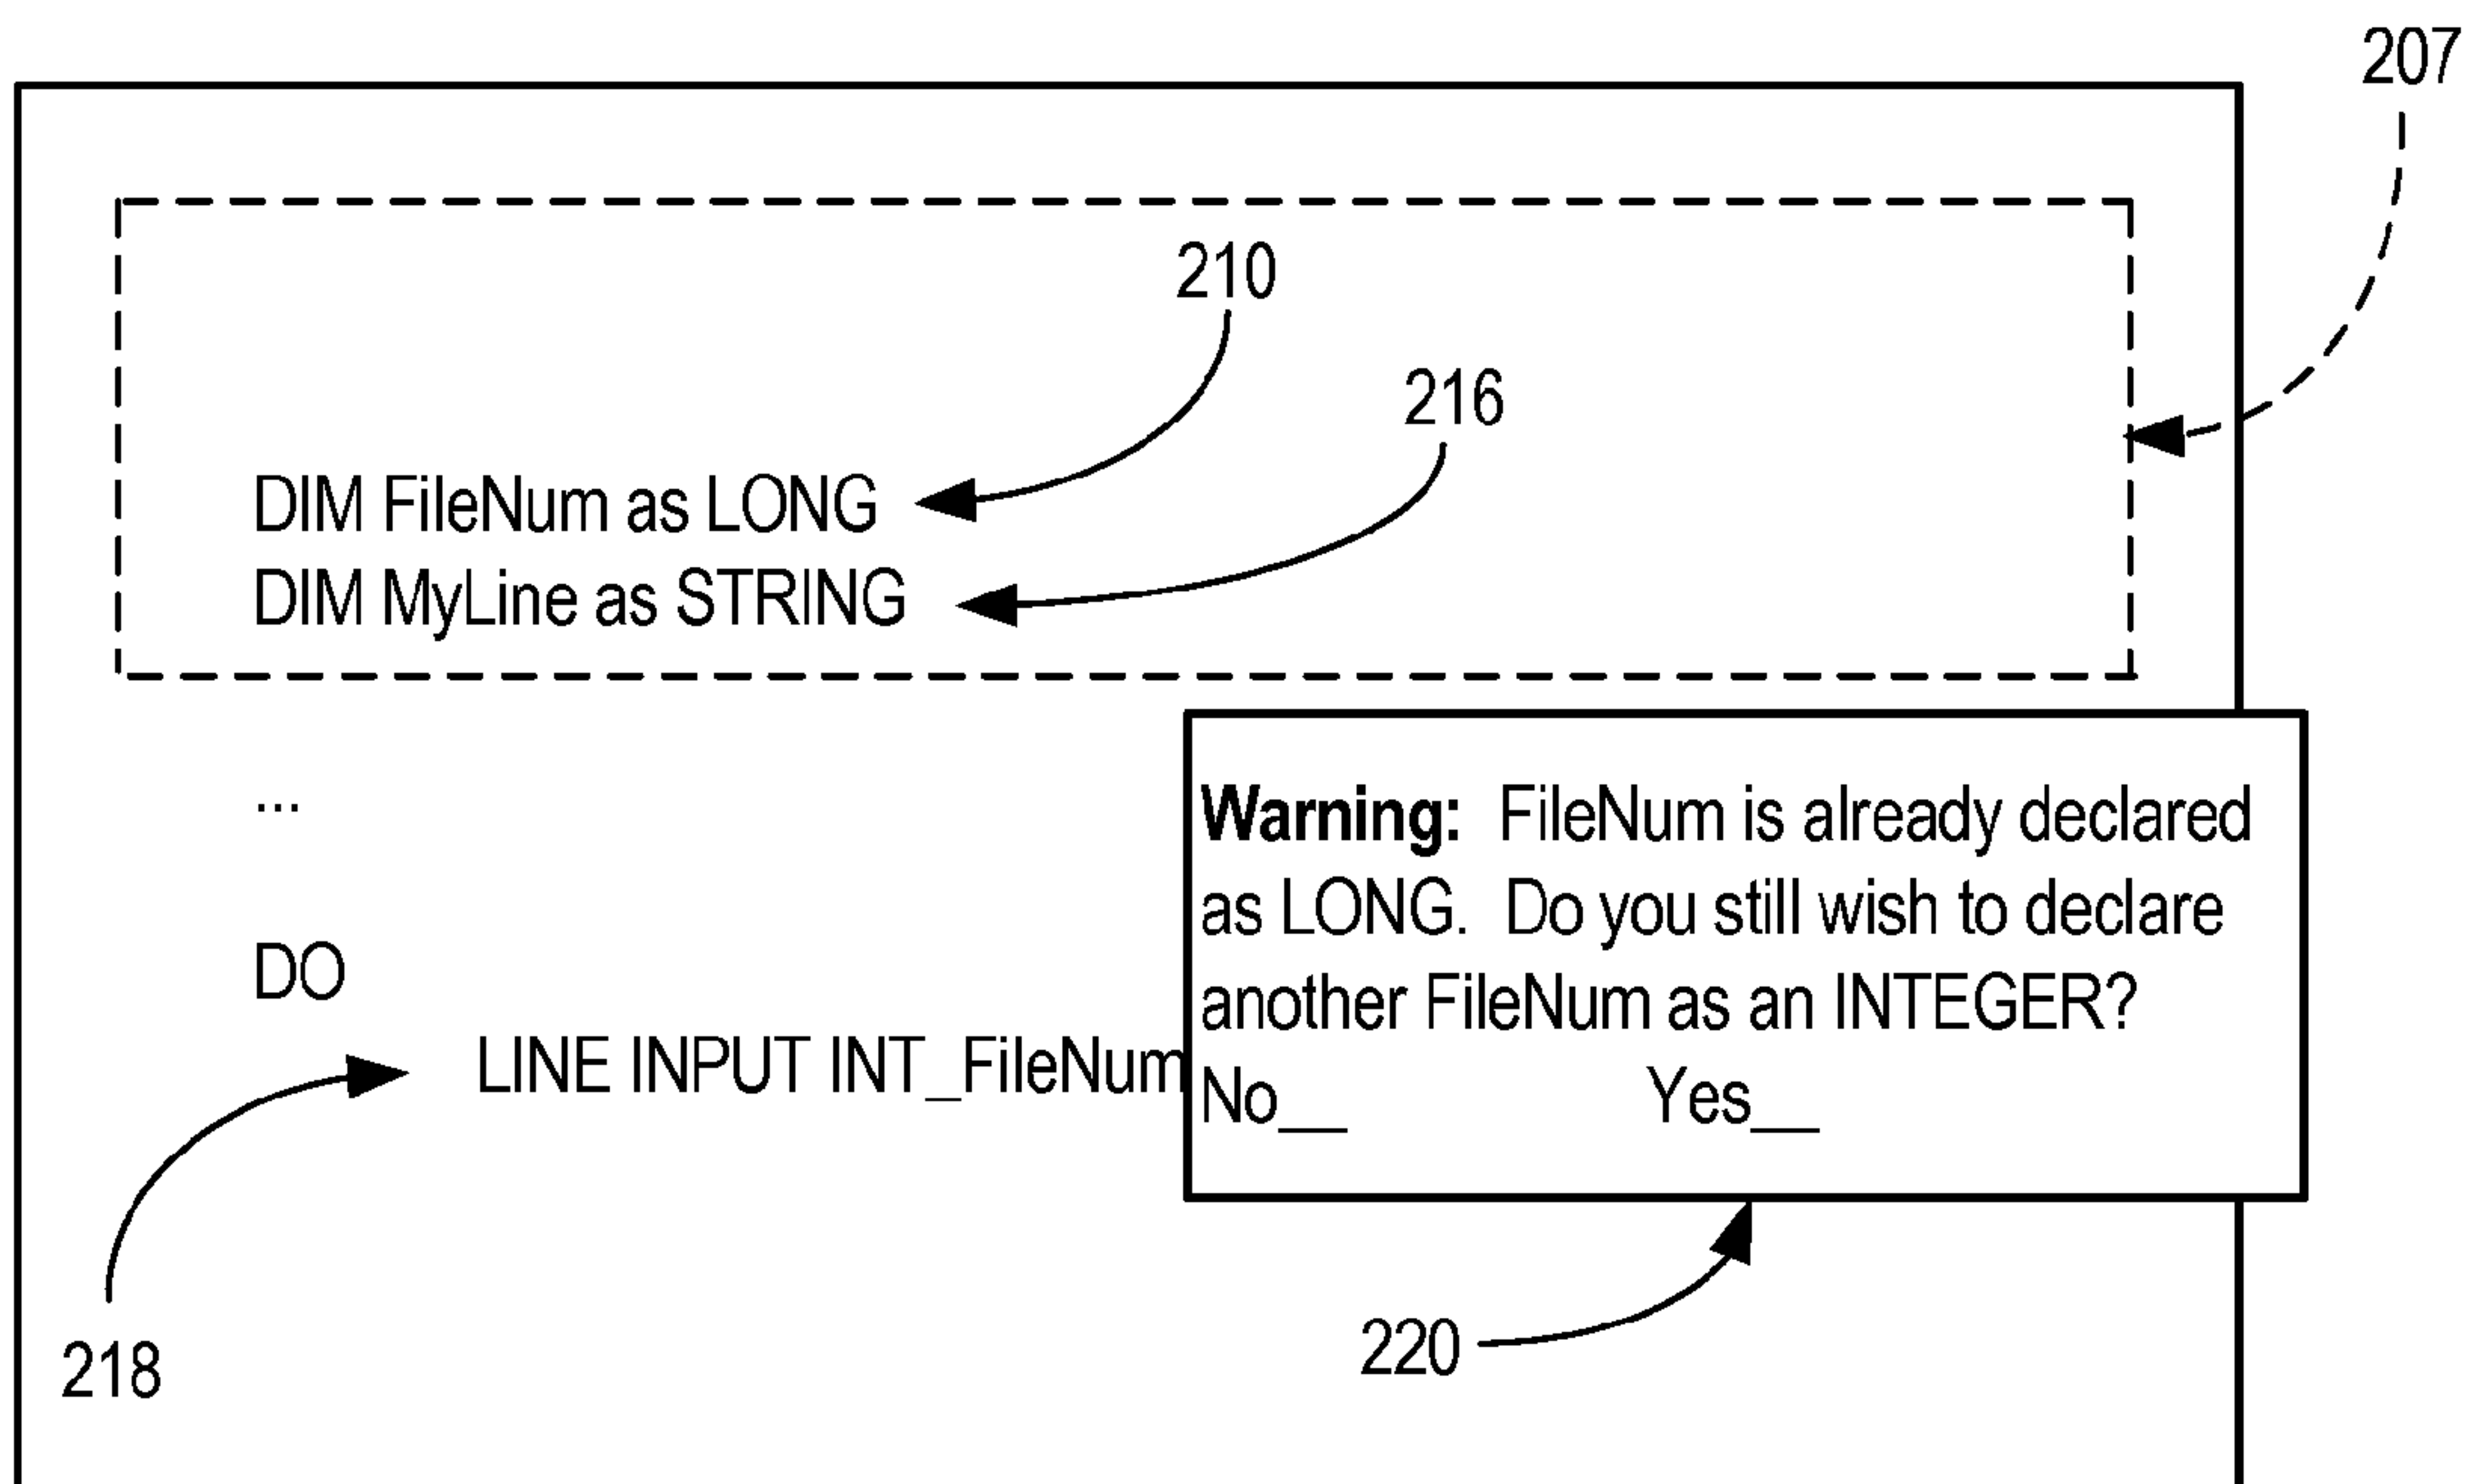 207
210
216
DIM FileNum as LONG
DIM MyLine as STRING
...
Warning: FileNum is already declared
as LONG. Do you still wish to declare
another FileNum as an INTEGER?
No__ Yes__
DO
LINE INPUT INT_FileNum
218
220